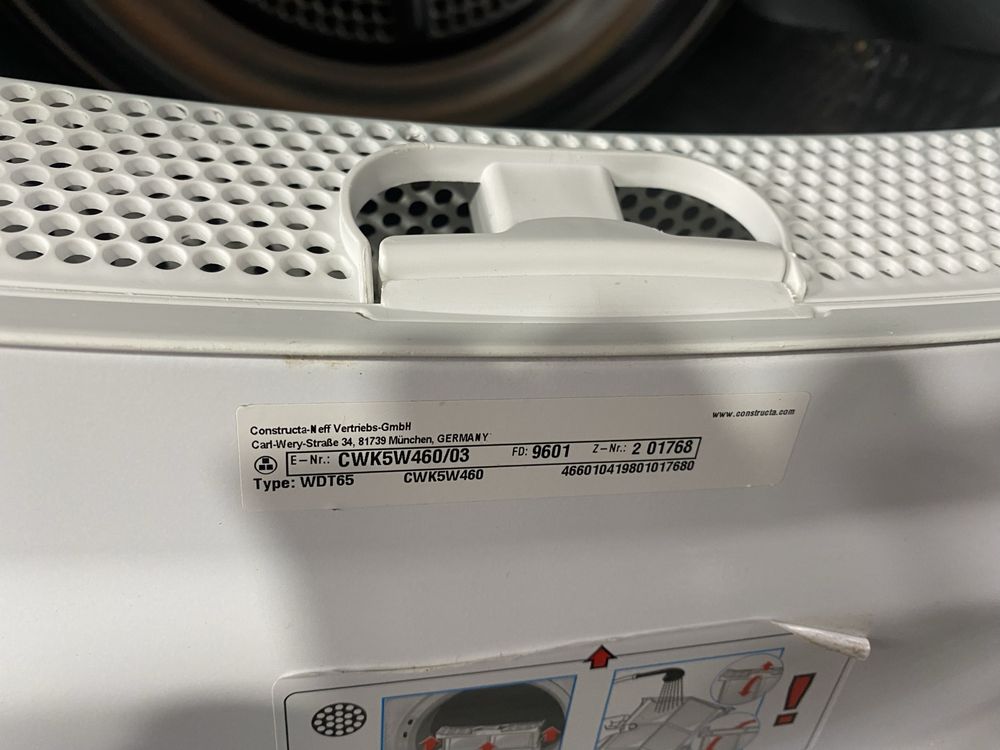 Constructa-Neff Vertriebs-GmbH
www.constructa.com
Carl-Wery-Straße 34, 81739 München, GERMANY
E-Nr.: CWK5W460/03 FD: 9601 Z-Nr.: 2 01768
Type: WDT65 CWK5W460 466010419801017680
!